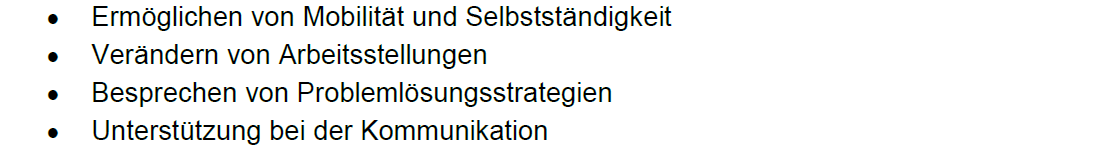 • Ermöglichen von Mobilität und Selbstständigkeit
• Verändern von Arbeitsstellungen
• Besprechen von Problemlösungsstrategien
• Unterstützung bei der Kommunikation